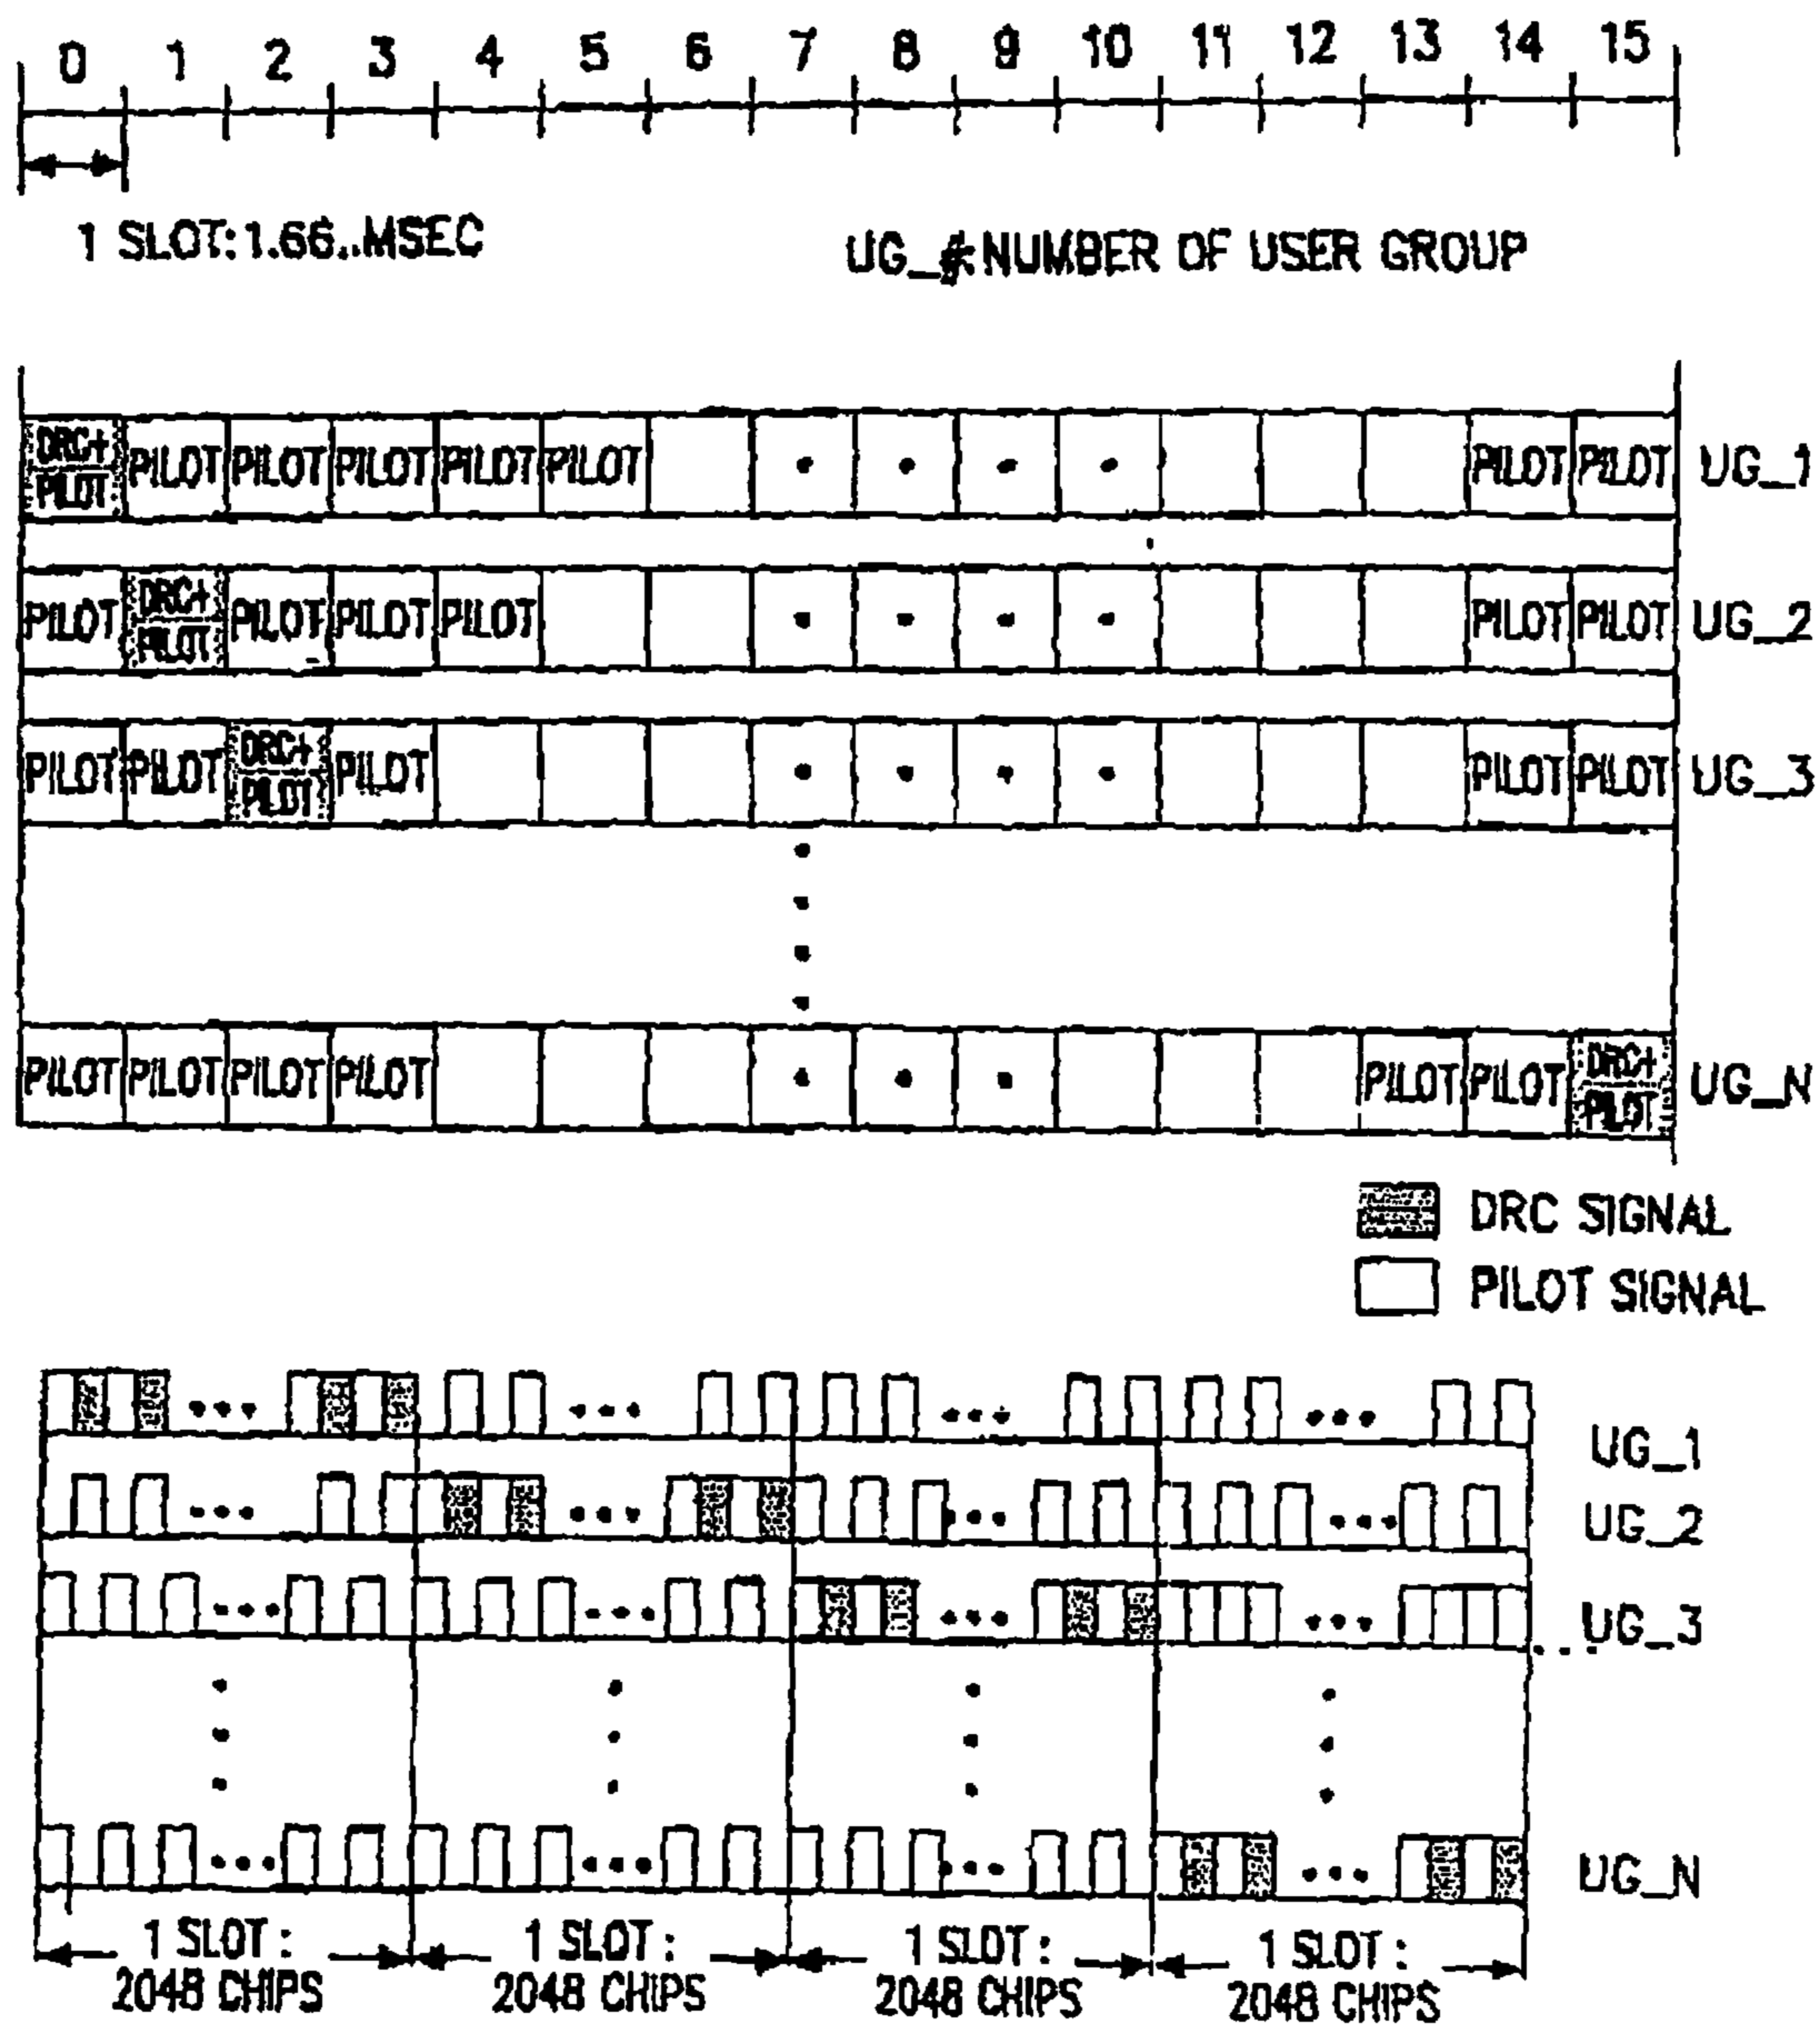 0 1 2 3 4 5 6 7 8 9 10 11 12 13 14 15
1 SLOT:1.66..MSEC
UG_#:NUMBER OF USER GROUP
DRC+ PILOT PILOT PILOT PILOT PILOT PILOT PILOT PILOT UG_1
PILOT
PILOT DRC+ PILOT PILOT PILOT PILOT PILOT UG_2
PILOT
PILOT PILOT DRC+ PILOT PILOT PILOT UG_3
PILOT
PILOT PILOT PILOT PILOT PILOT PILOT DRC+ UG_N
PILOT
DRC SIGNAL
PILOT SIGNAL
UG_1
UG_2
UG_3
UG_N
1 SLOT : 1 SLOT : 1 SLOT : 1 SLOT :
2048 CHIPS 2048 CHIPS 2048 CHIPS 2048 CHIPS